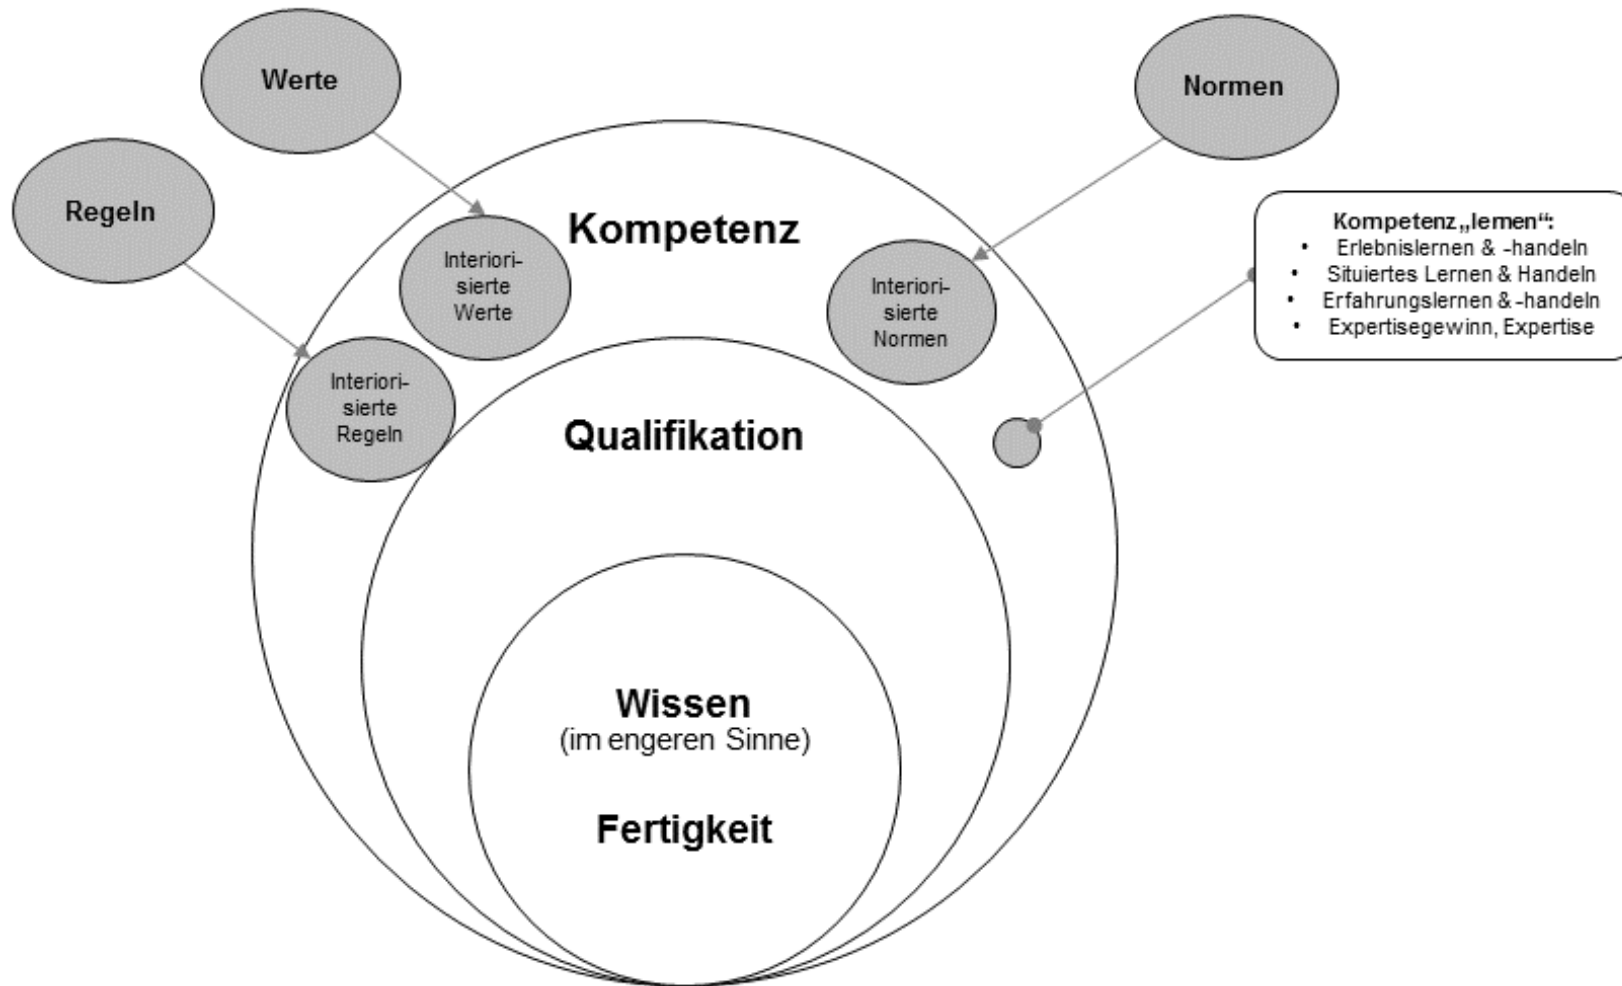 Werte
Normen
Regeln
Kompetenz
Kompetenz„lernen“:
• Erlebnislernen & -handeln
• Situiertes Lernen & Handeln
• Erfahrungslernen & -handeln
• Expertisegewinn, Expertise
Interiori-
sierte
Werte
Interiori-
sierte
Normen
Interiori-
sierte
Regeln
Qualifikation
Wissen
(im engeren Sinne)
Fertigkeit